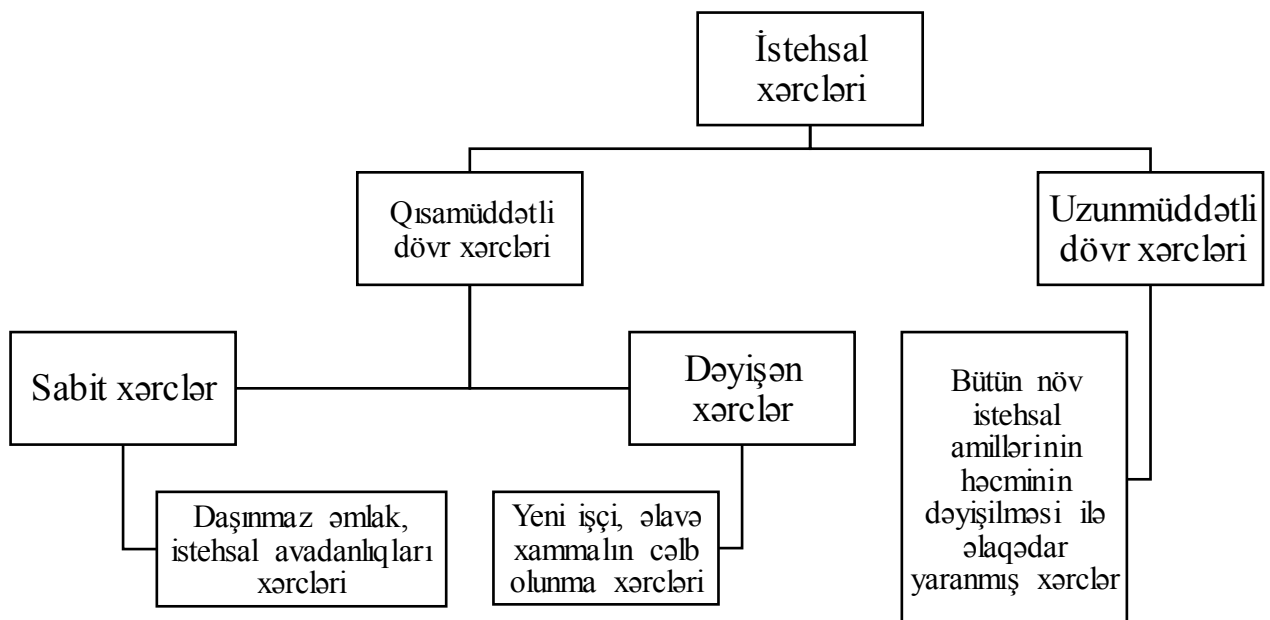 İstehsal
xərcləri
Qısamüddətli
dövr xərcləri
Uzunmüddətli
dövr xərcləri
Sabit xərclər
Dəyişən
xərclər
Daşınmaz əmlak,
istehsal avadanlıqları
xərcləri
Yeni işçi, əlavə
xammalın cəlb
olunma xərcləri
Bütün növ
istehsal
amillərinin
həcminin
dəyişilməsi ilə
əlaqədar
yaranmış xərclər